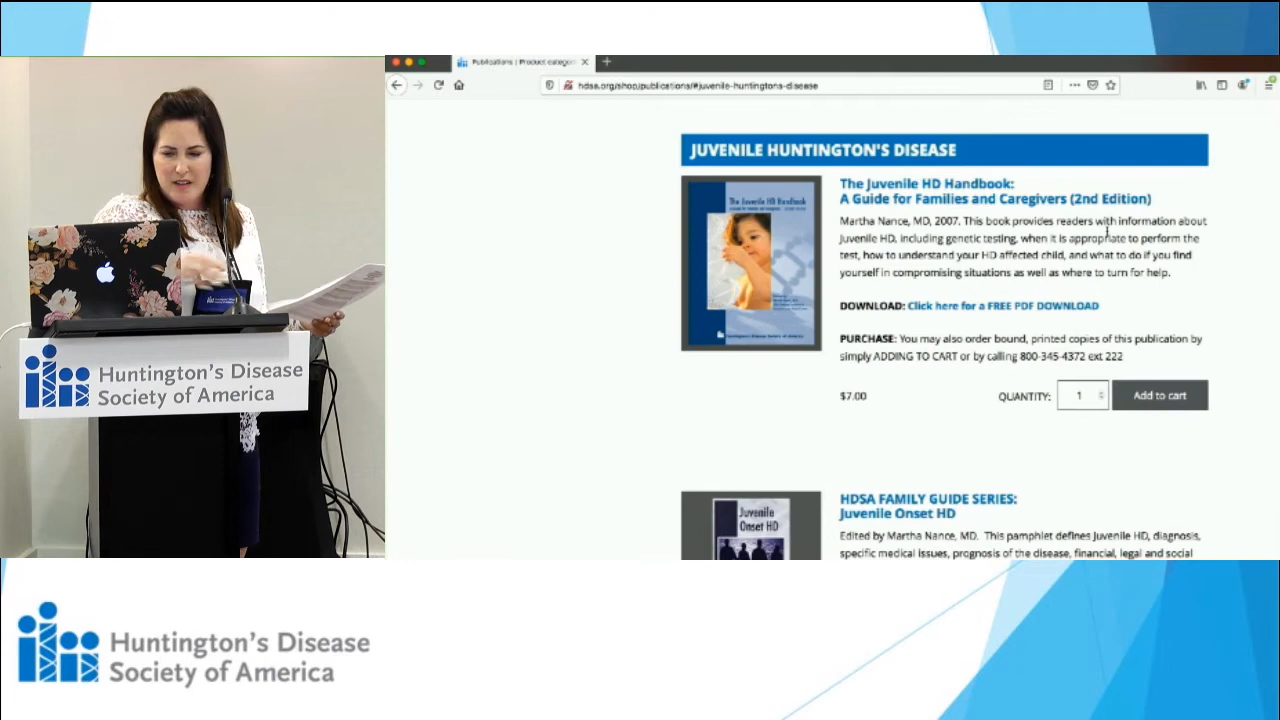 Publications | Product categor
hdsa.org/shop/publications/#juvenile-huntingtons-disease
JUVENILE HUNTINGTON'S DISEASE
The Juvenile HD Handbook
The Juvenile HD Handbook:
A Guide for Families and Caregivers (2nd Edition)
Martha Nance, MD, 2007. This book provides readers with information about
Juvenile HD, including genetic testing, when it is appropriate to perform the
test, how to understand your HD affected child, and what to do if you find
yourself in compromising situations as well as where to turn for help.
DOWNLOAD: Click here for a FREE PDF DOWNLOAD
PURCHASE: You may also order bound, printed copies of this publication by
simply ADDING TO CART or by calling 800-345-4372 ext 222
$7.00
QUANTITY: 1
Add to cart
Huntington's Disease Society of America
Juvenile
Onset HD
HDSA FAMILY GUIDE SERIES:
Juvenile Onset HD
Edited by Martha Nance, MD. This pamphlet defines Juvenile HD, diagnosis,
specific medical issues, prognosis of the disease, financial, legal and social
Huntington's Disease
Society of America
Huntington's Disease
Society of America